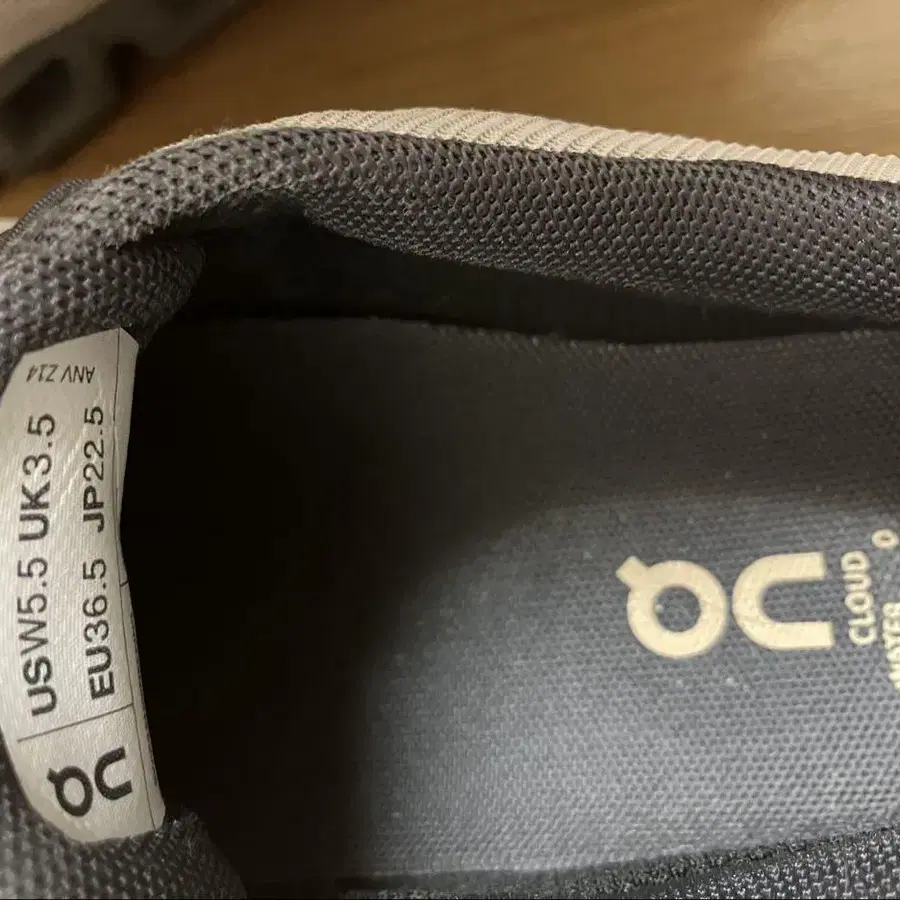 ANV Z14
USW5.5 UK3.5
EU36.5 JP22.5
On
On
CLOUD